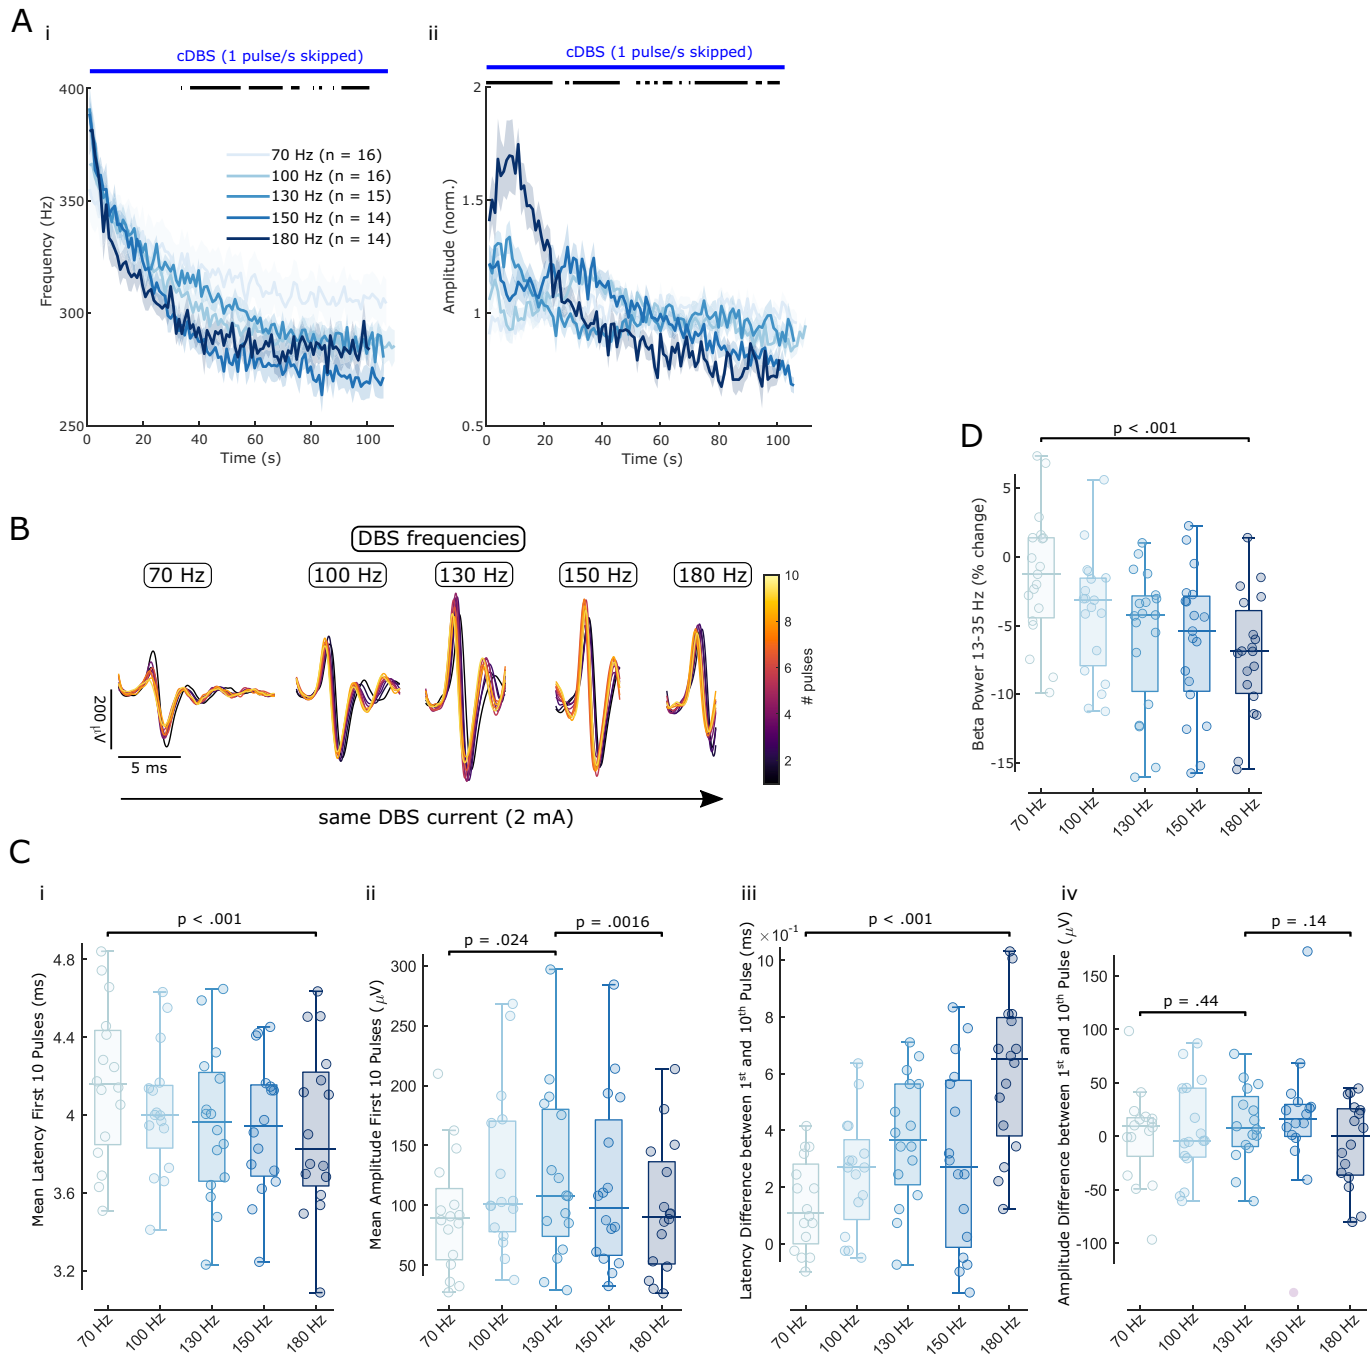 A
i
cDBS (1 pulse/s skipped)
400
350
300
250
Frequency (Hz)
0
20
40
60
80
100
Time (s)
70 Hz (n = 16)
100 Hz (n = 16)
130 Hz (n = 15)
150 Hz (n = 14)
180 Hz (n = 14)
ii
cDBS (1 pulse/s skipped)
2
1.5
1
0.5
Amplitude (norm.)
0
20
40
60
80
100
Time (s)
B
DBS frequencies
70 Hz
100 Hz
130 Hz
150 Hz
180 Hz
200 μV
5 ms
same DBS current (2 mA)
10
8
6
4
2
# pulses
D
p < .001
Beta Power 13-35 Hz (% change)
5
0
-5
-10
-15
70 Hz
100 Hz
130 Hz
150 Hz
180 Hz
C
i
p < .001
Mean Latency First 10 Pulses (ms)
4.8
4.4
4
3.6
3.2
70 Hz
100 Hz
130 Hz
150 Hz
180 Hz
ii
p = .0016
p = .024
Mean Amplitude First 10 Pulses (μV)
300
250
200
150
100
50
70 Hz
100 Hz
130 Hz
150 Hz
180 Hz
iii
p < .001
×10⁻¹
Latency Difference between 1st and 10th Pulse (ms)
10
8
6
4
2
0
70 Hz
100 Hz
130 Hz
150 Hz
180 Hz
iv
p = .14
p = .44
Amplitude Difference between 1st and 10th Pulse (μV)
150
100
50
0
-50
-100
70 Hz
100 Hz
130 Hz
150 Hz
180 Hz